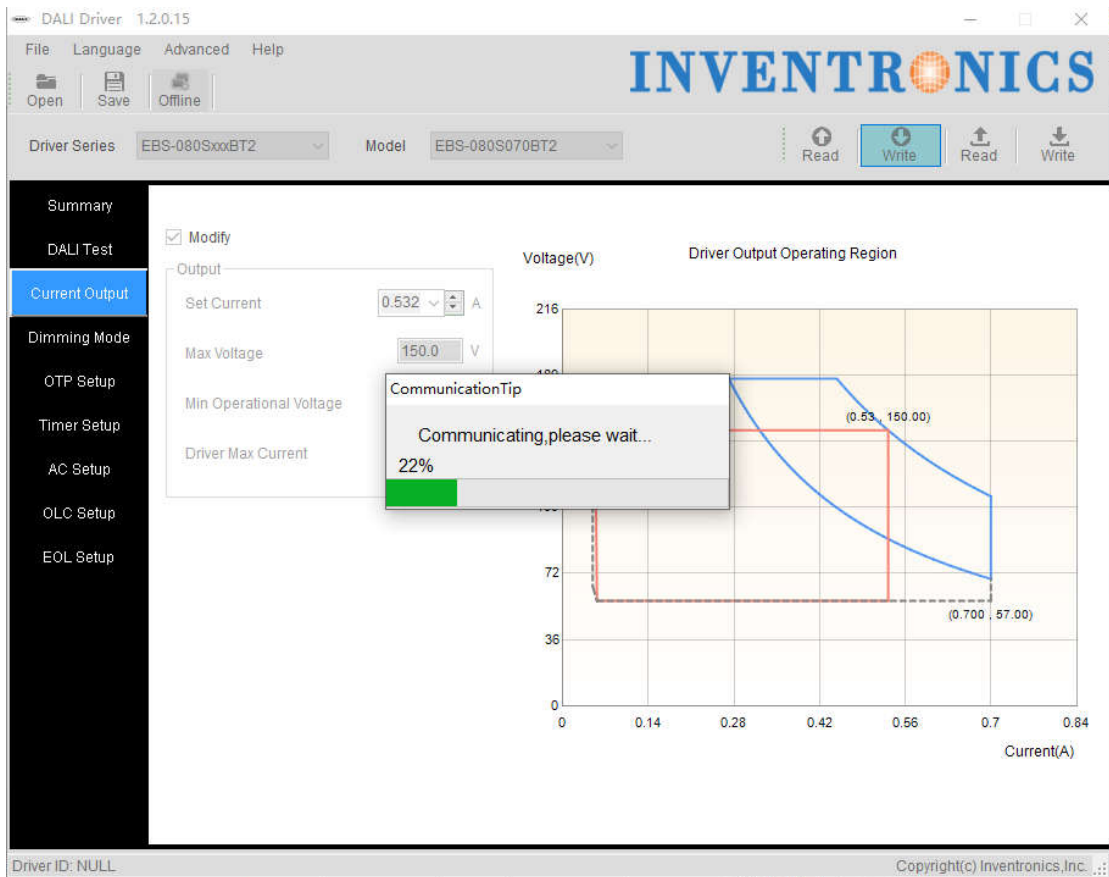 DALI Driver 1.2.0.15
File Language Advanced Help
INVENTRONICS
Open Save Offline
Driver Series EBS-080SxxxBT2 Model EBS-080S070BT2 Read Write Read Write
Summary
DALI Test
Current Output
Dimming Mode
OTP Setup
Timer Setup
AC Setup
OLC Setup
EOL Setup
Modify
Output
Set Current 0.532 A
Max Voltage 150.0 V
Min Operational Voltage
Driver Max Current
CommunicationTip
Communicating,please wait...
22%
Voltage(V) Driver Output Operating Region
216
(0.53 , 150.00)
72
(0.700 , 57.00)
36
0
0 0.14 0.28 0.42 0.56 0.7 0.84
Current(A)
Driver ID: NULL Copyright(c) Inventronics,Inc.